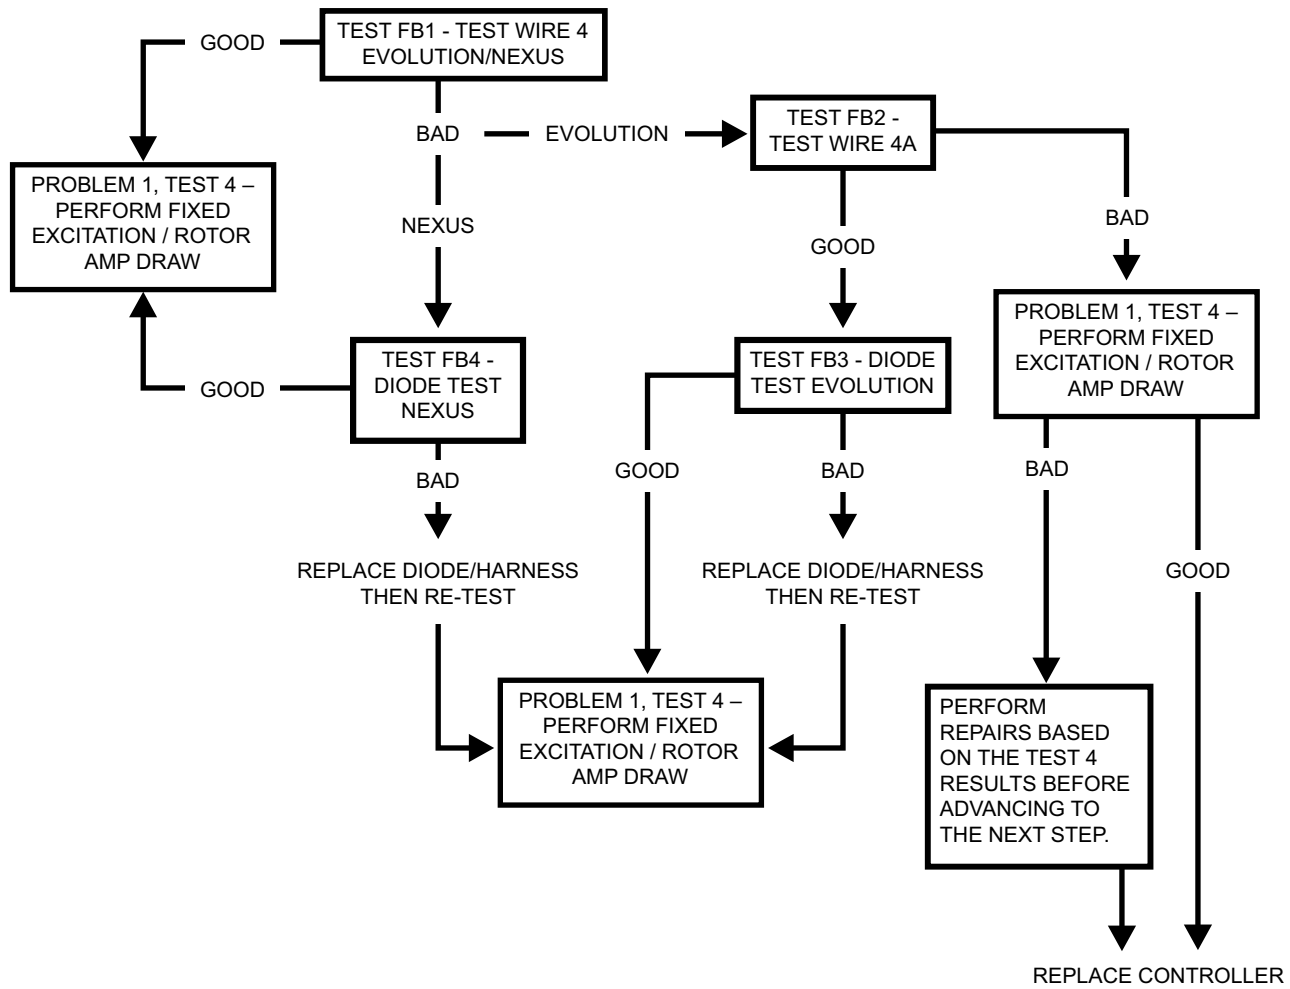 TEST FB1 - TEST WIRE 4
EVOLUTION/NEXUS
GOOD
BAD
EVOLUTION
TEST FB2 -
TEST WIRE 4A
PROBLEM 1, TEST 4 –
PERFORM FIXED
EXCITATION / ROTOR
AMP DRAW
NEXUS
GOOD
BAD
PROBLEM 1, TEST 4 –
PERFORM FIXED
EXCITATION / ROTOR
AMP DRAW
GOOD
TEST FB4 -
DIODE TEST
NEXUS
TEST FB3 - DIODE
TEST EVOLUTION
BAD
GOOD
BAD
BAD
GOOD
REPLACE DIODE/HARNESS
THEN RE-TEST
REPLACE DIODE/HARNESS
THEN RE-TEST
PROBLEM 1, TEST 4 –
PERFORM FIXED
EXCITATION / ROTOR
AMP DRAW
PERFORM
REPAIRS BASED
ON THE TEST 4
RESULTS BEFORE
ADVANCING TO
THE NEXT STEP.
REPLACE CONTROLLER